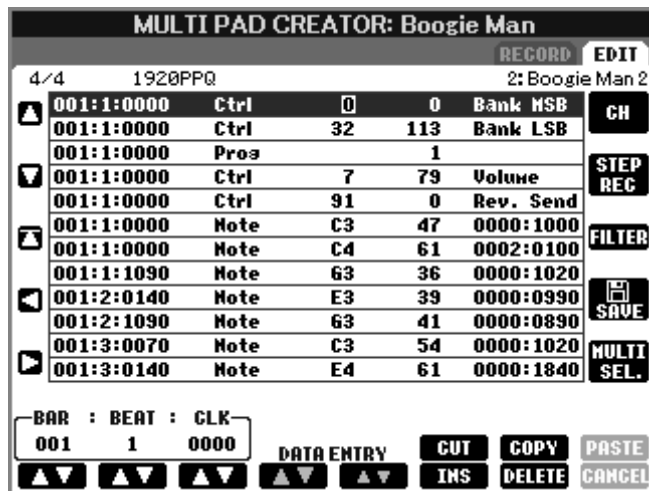 MULTI PAD CREATOR: Boogie Man
RECORD EDIT
4/4 1920PPQ 2: Boogie Man 2
001:1:0000 Ctrl 0 0 Bank MSB
CH
001:1:0000 Ctrl 32 113 Bank LSB
001:1:0000 Prog 1
STEP REC
001:1:0000 Ctrl 7 79 Volume
001:1:0000 Ctrl 91 0 Rev. Send
001:1:0000 Note C3 47 0000:1000
FILTER
001:1:0000 Note C4 61 0002:0100
001:1:1090 Note G3 36 0000:1020
001:2:0140 Note E3 39 0000:0990
SAVE
001:2:1090 Note G3 41 0000:0890
001:3:0070 Note C3 54 0000:1020
MULTI SEL.
001:3:0140 Note E4 61 0000:1840
BAR : BEAT : CLK
001 1 0000
DATA ENTRY
CUT COPY PASTE
INS DELETE CANCEL